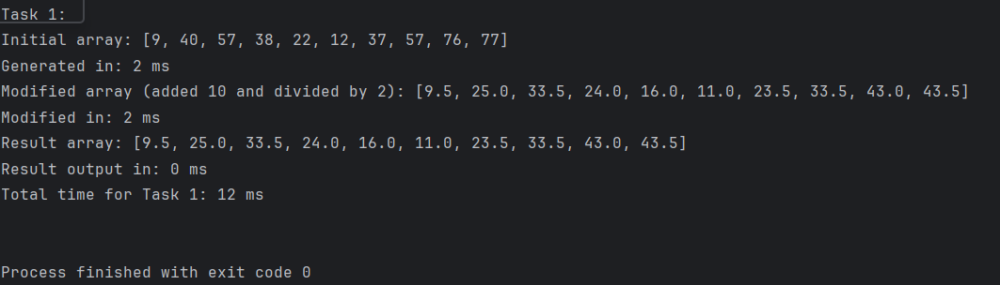 Task 1:
Initial array: [9, 40, 57, 38, 22, 12, 37, 57, 76, 77]
Generated in: 2 ms
Modified array (added 10 and divided by 2): [9.5, 25.0, 33.5, 24.0, 16.0, 11.0, 23.5, 33.5, 43.0, 43.5]
Modified in: 2 ms
Result array: [9.5, 25.0, 33.5, 24.0, 16.0, 11.0, 23.5, 33.5, 43.0, 43.5]
Result output in: 0 ms
Total time for Task 1: 12 ms
Process finished with exit code 0